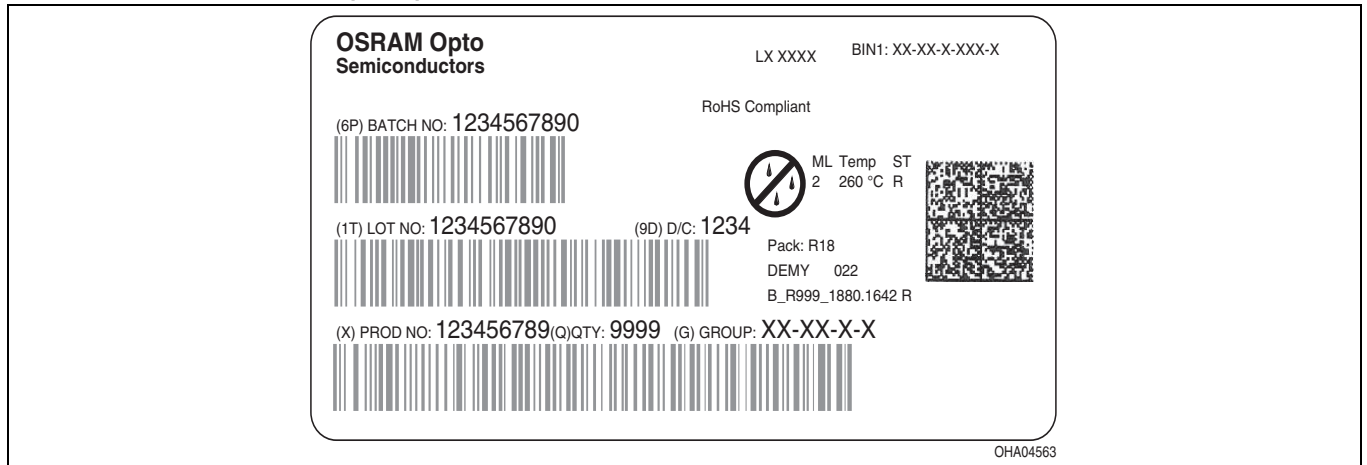 OSRAM Opto
Semiconductors
LX XXXX
BIN1: XX-XX-X-XXX-X
RoHS Compliant
(6P) BATCH NO: 1234567890
ML Temp ST
2 260 °C R
(1T) LOT NO: 1234567890 (9D) D/C: 1234
Pack: R18
DEMY 022
B_R999_1880.1642 R
(X) PROD NO: 123456789(Q)QTY: 9999 (G) GROUP: XX-XX-X-X
OHA04563